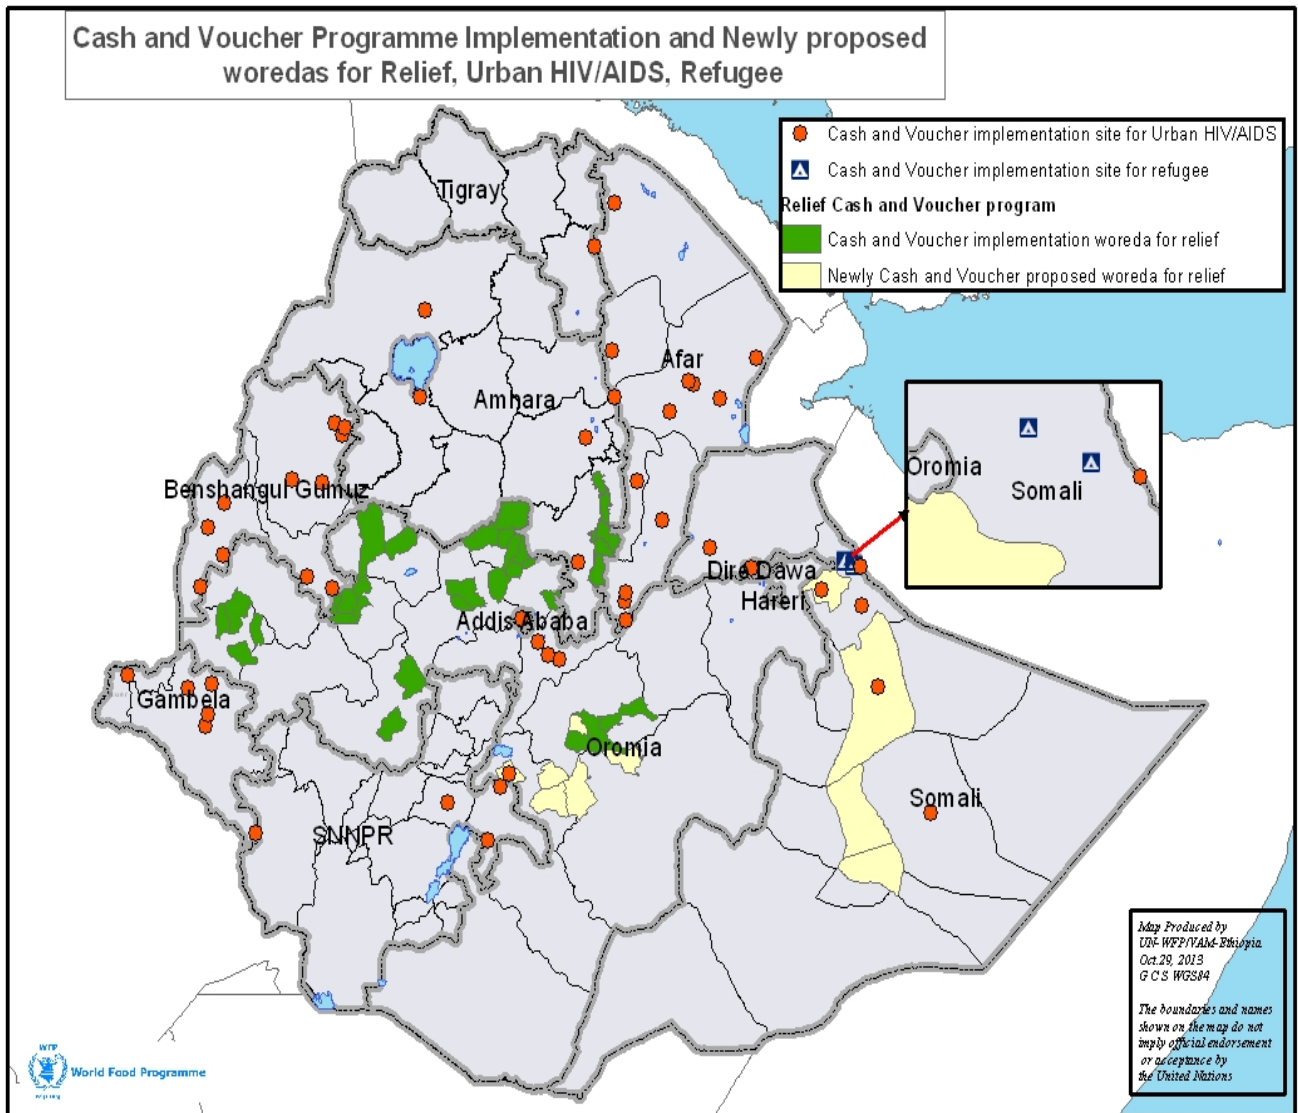 Cash and Voucher Programme Implementation and Newly proposed
woredas for Relief, Urban HIV/AIDS, Refugee
Cash and Voucher implementation site for Urban HIV/AIDS
Cash and Voucher implementation site for refugee
Relief Cash and Voucher program
Cash and Voucher implementation woreda for relief
Newly Cash and Voucher proposed woreda for relief
Tigray
Afar
Amhara
Oromia
Somali
Benshangul Gumuz
Dire Dawa
Hareri
Addis Ababa
Gambela
Oromia
Somali
SNNPR
Map Produced by
UN-WFP/VAM-Ethiopia
Oct.29, 2013
G C S WGS84
The boundaries and names
shown on the map do not
imply official endorsement
or acceptance by
the United Nations
WFP
World Food Programme